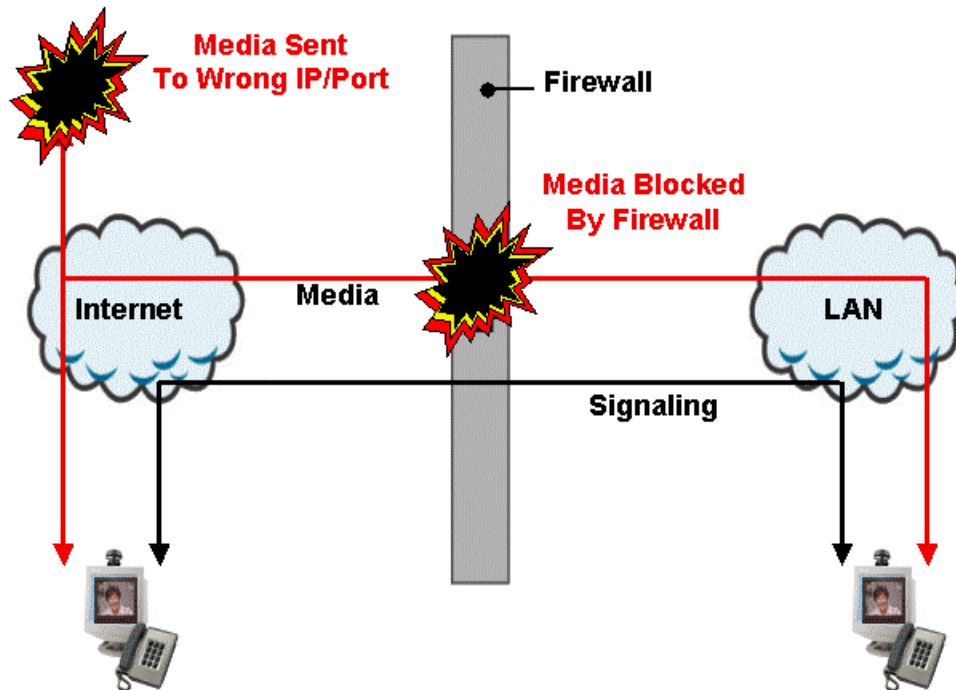 Media Sent
To Wrong IP/Port
Firewall
Media Blocked
By Firewall
Internet
Media
LAN
Signaling